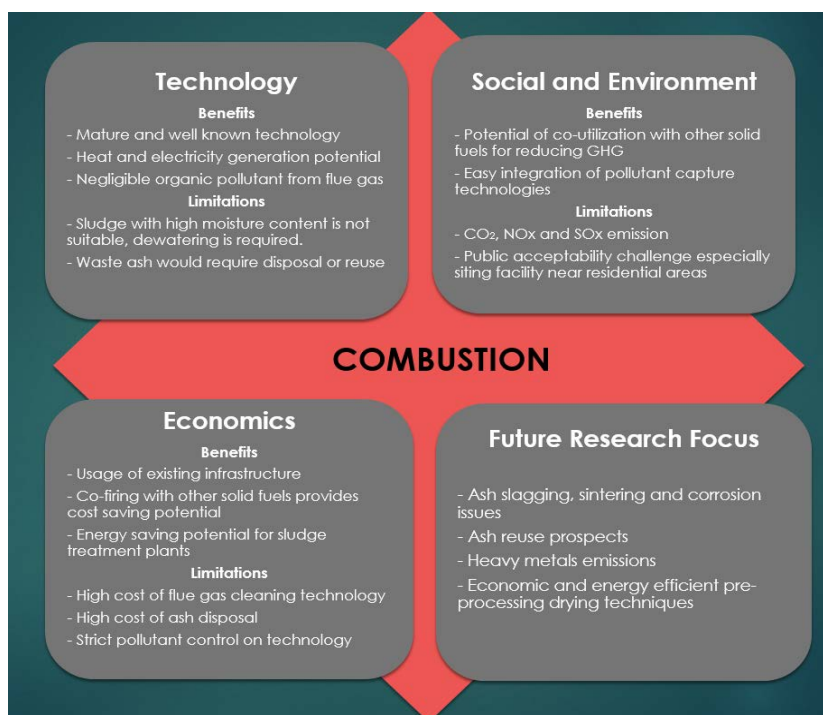 Technology
Benefits
- Mature and well known technology
- Heat and electricity generation potential
- Negligible organic pollutant from flue gas
Limitations
- Sludge with high moisture content is not
suitable, dewatering is required.
- Waste ash would require disposal or reuse
Social and Environment
Benefits
- Potential of co-utilization with other solid
fuels for reducing GHG
- Easy integration of pollutant capture
technologies
Limitations
- CO₂, NOx and SOx emission
- Public acceptability challenge especially
siting facility near residential areas
COMBUSTION
Economics
Benefits
- Usage of existing infrastructure
- Co-firing with other solid fuels provides
cost saving potential
- Energy saving potential for sludge
treatment plants
Limitations
- High cost of flue gas cleaning technology
- High cost of ash disposal
- Strict pollutant control on technology
Future Research Focus
- Ash slagging, sintering and corrosion
issues
- Ash reuse prospects
- Heavy metals emissions
- Economic and energy efficient pre-
processing drying techniques